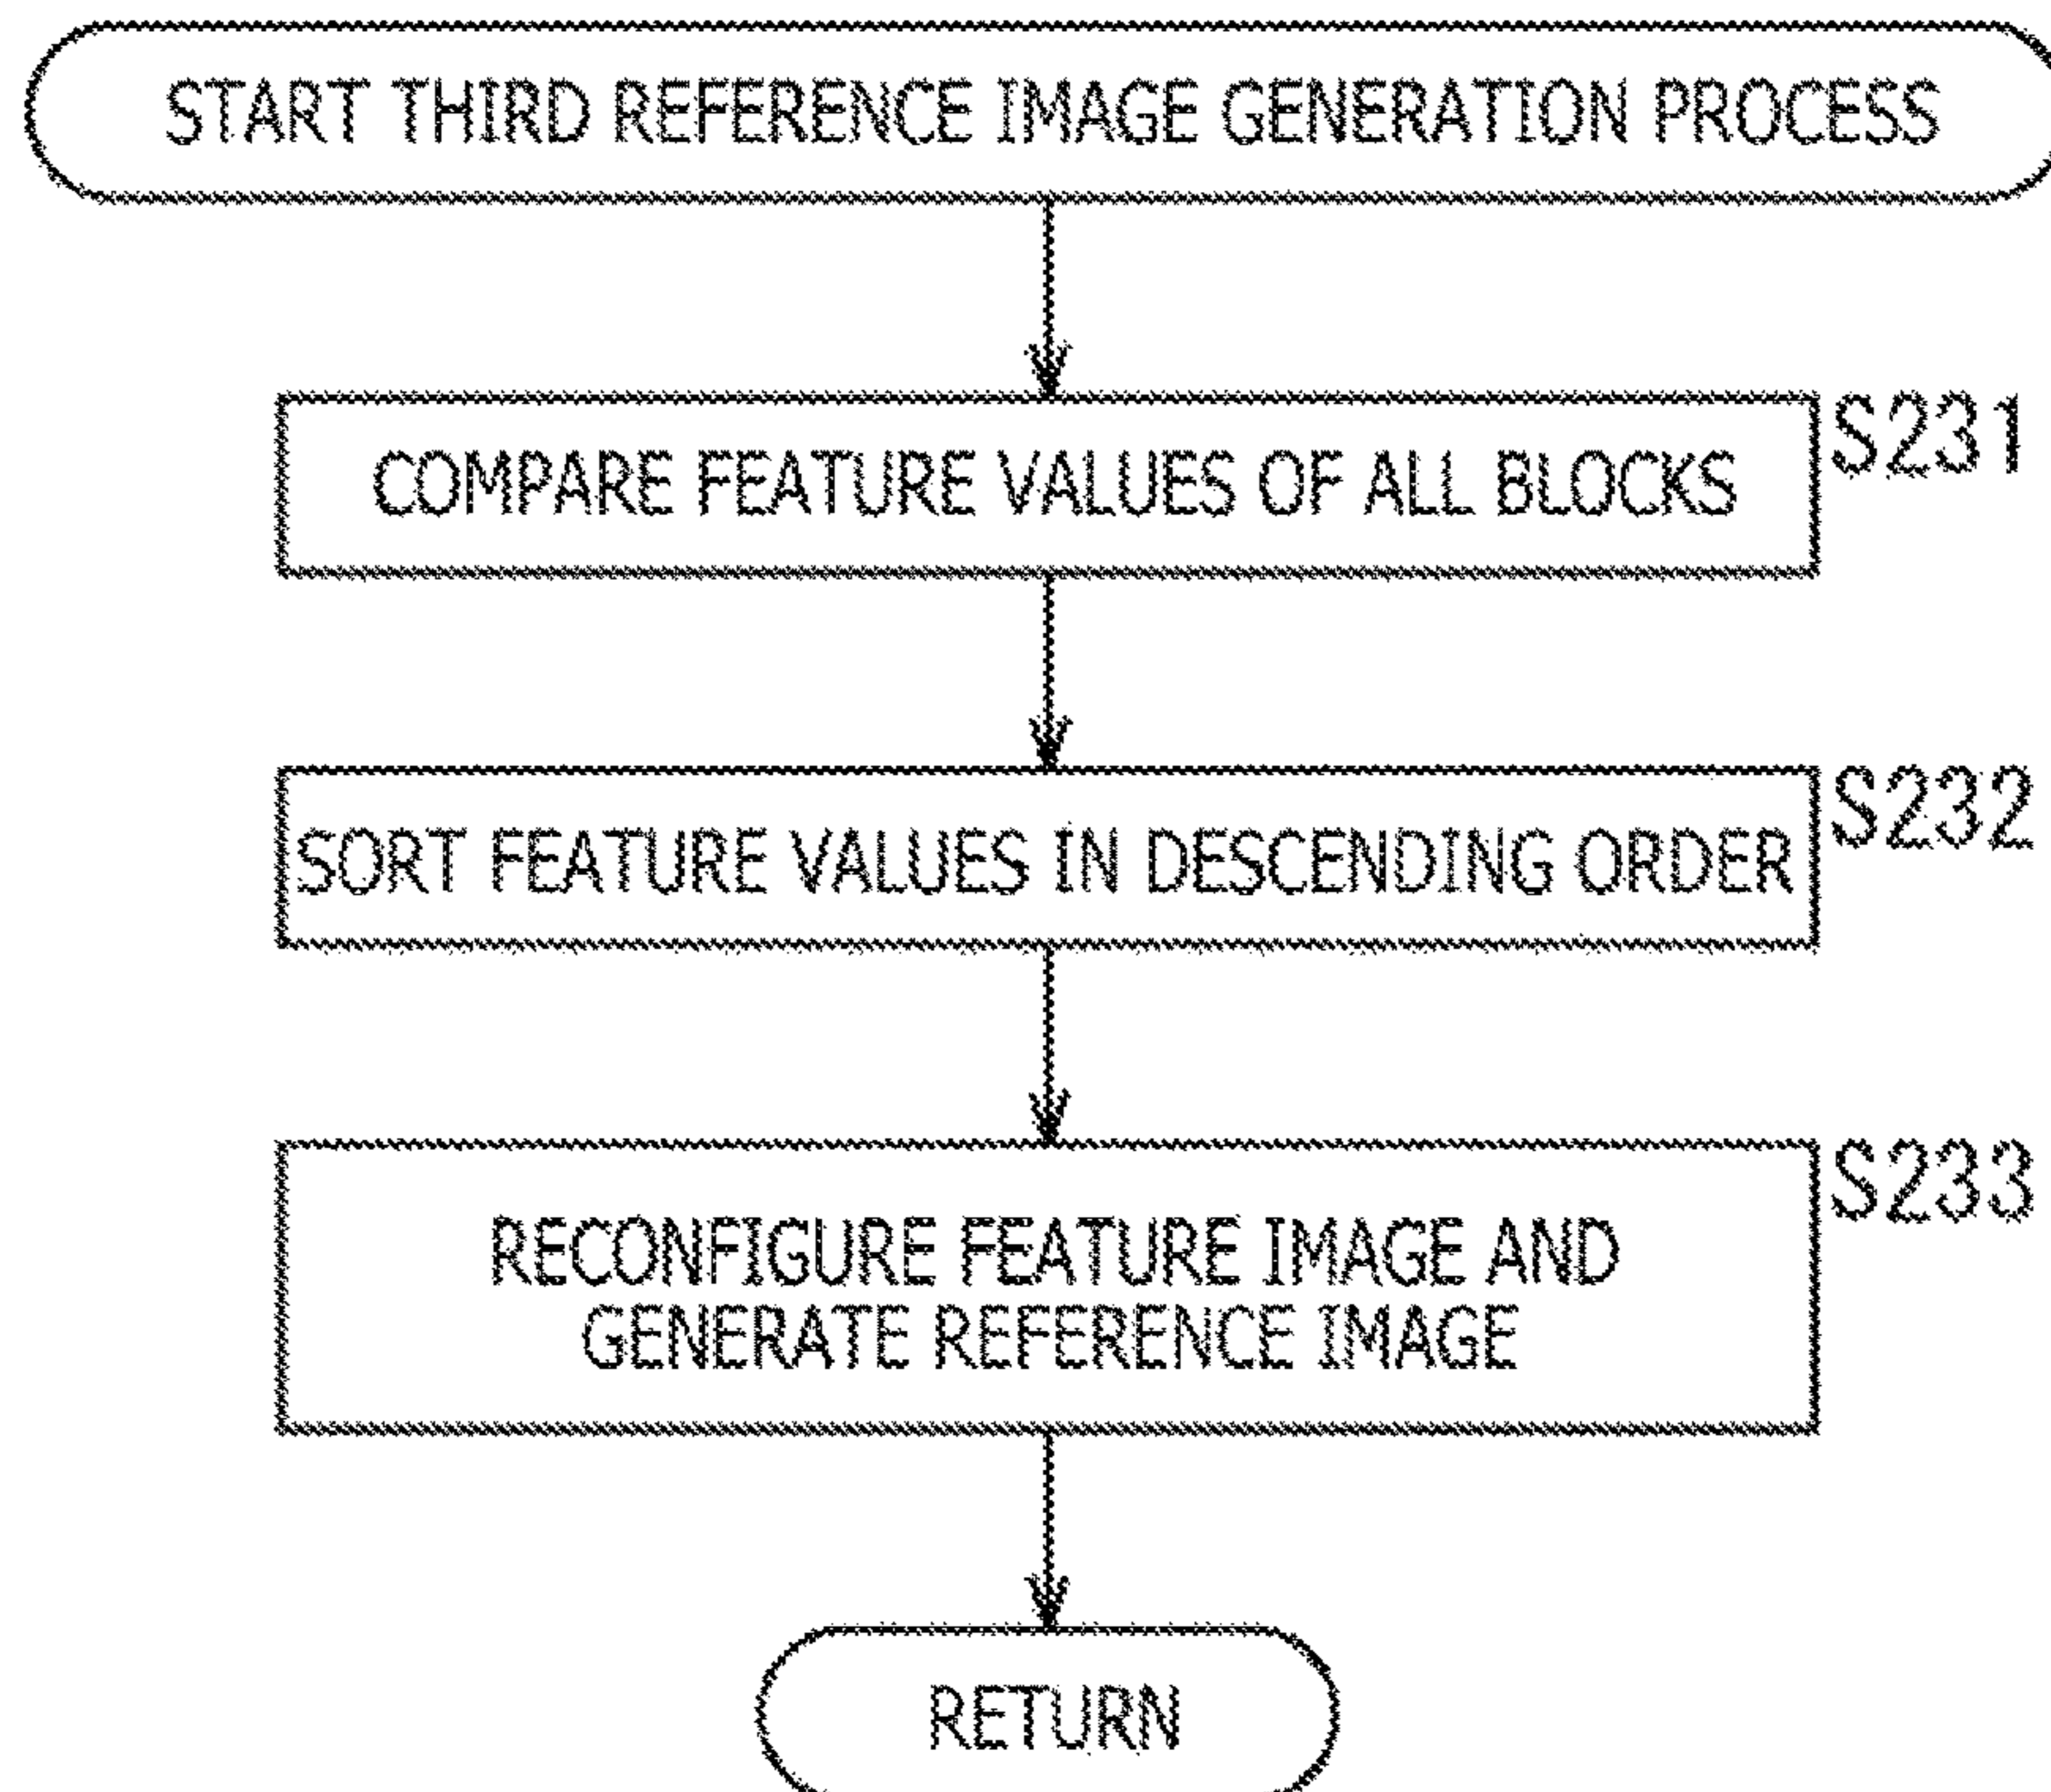 START THIRD REFERENCE IMAGE GENERATION PROCESS
COMPARE FEATURE VALUES OF ALL BLOCKS
S231
SORT FEATURE VALUES IN DESCENDING ORDER
S232
RECONFIGURE FEATURE IMAGE AND
GENERATE REFERENCE IMAGE
S233
RETURN